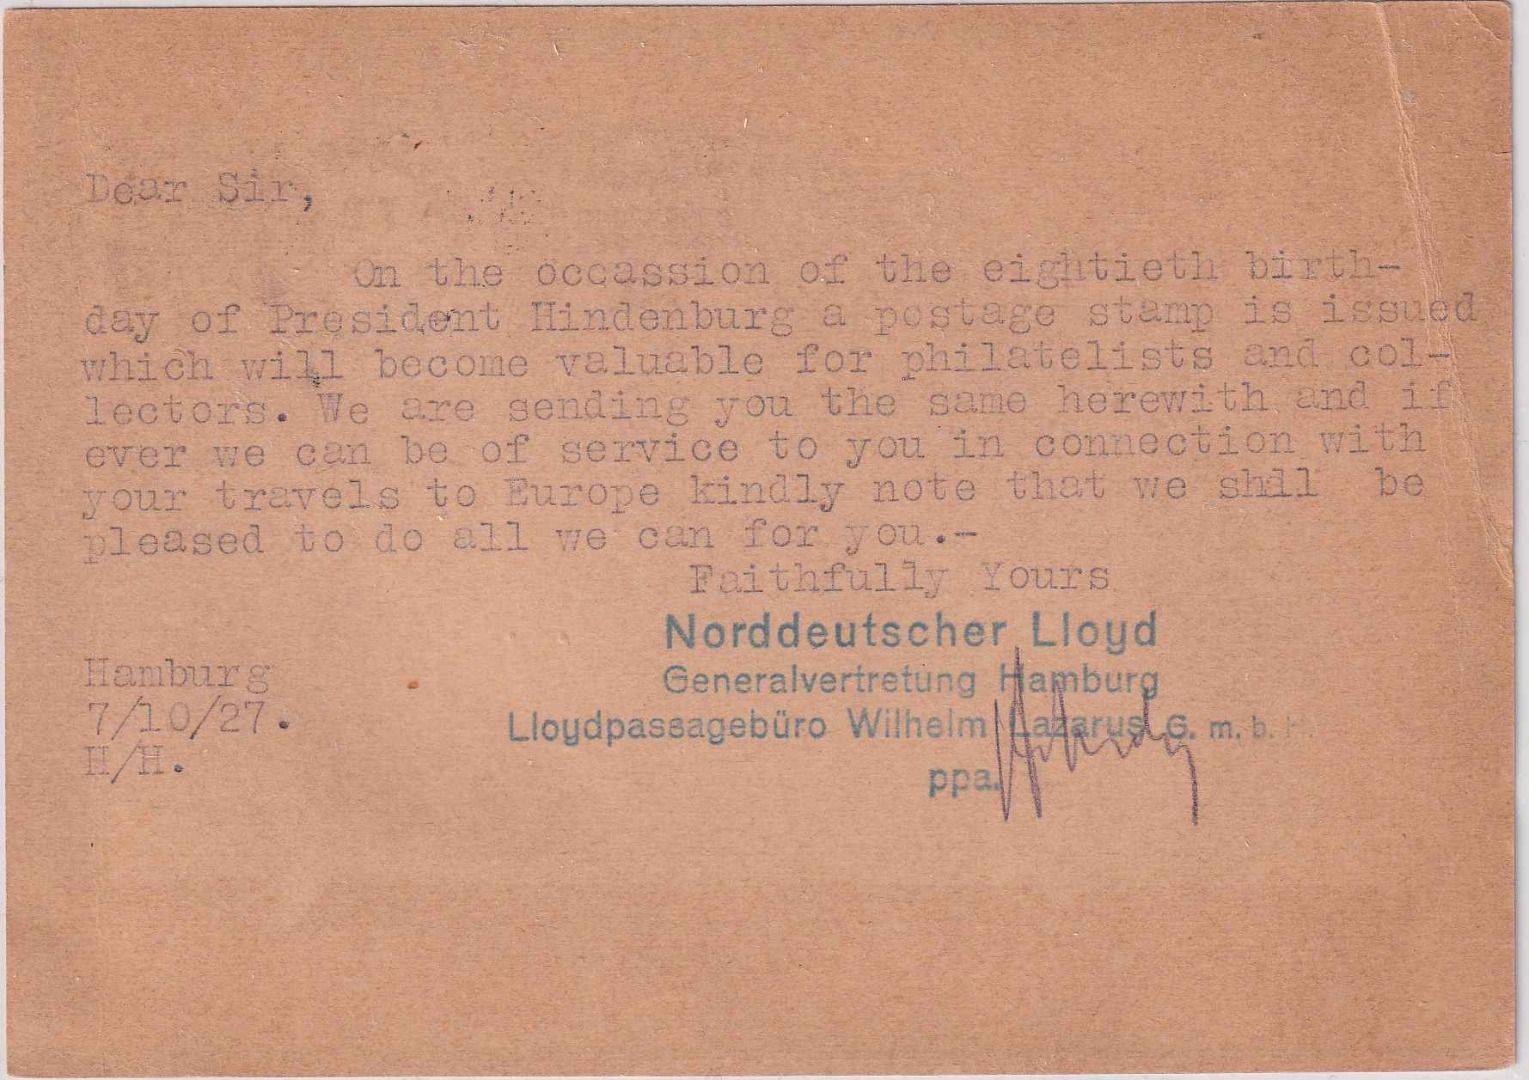 Dear Sir,
On the occassion of the eightieth birth-
day of President Hindenburg a postage stamp is issued
which will become valuable for philatelists and col-
lectors. We are sending you the same herewith and if
ever we can be of service to you in connection with
your travels to Europe kindly note that we shall be
pleased to do all we can for you.-
Faithfully Yours
Norddeutscher Lloyd
Generalvertretung Hamburg
Lloydpassagebüro Wilhelm Lazarus G. m. b. H.
ppa.
Hamburg
7/10/27.
H/H.